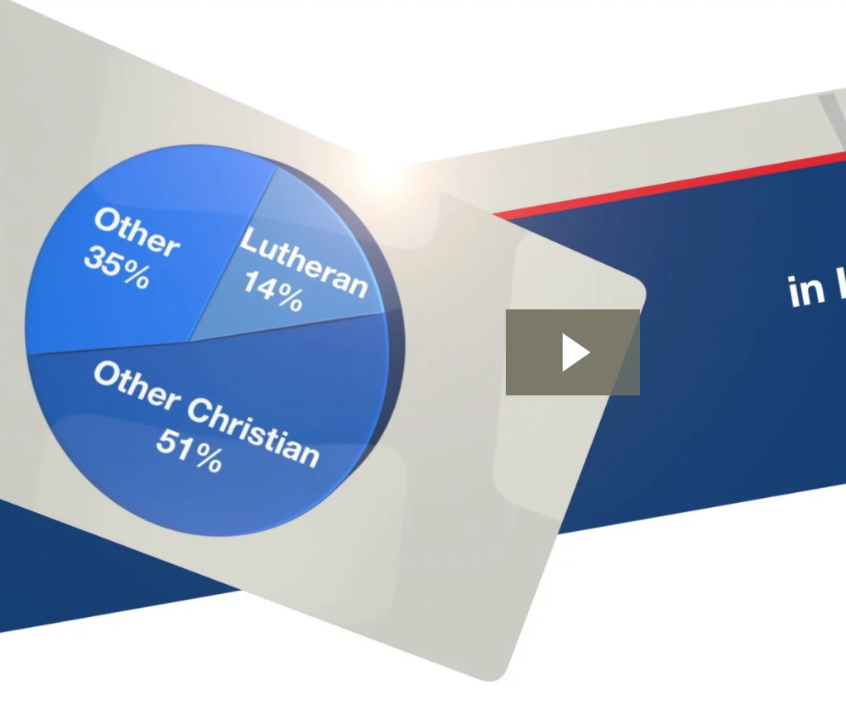 Other
35%
Lutheran
14%
Other Christian
51%
in